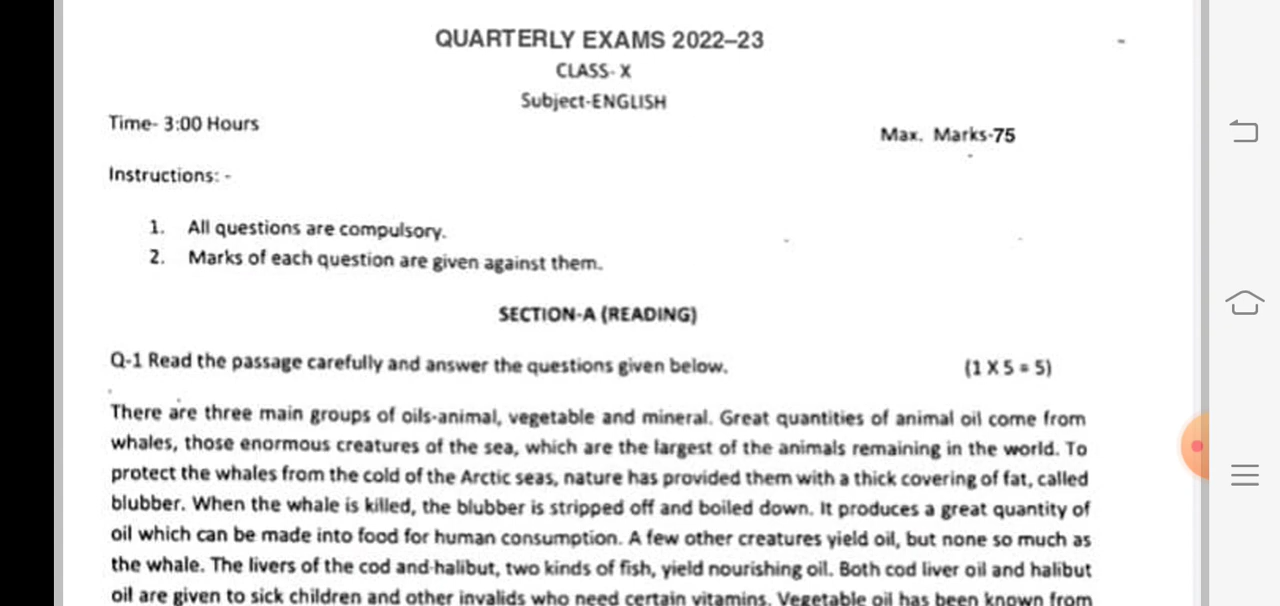 QUARTERLY EXAMS 2022–23
CLASS- X
Subject-ENGLISH
Time- 3:00 Hours
Max. Marks-75
Instructions: -
1. All questions are compulsory.
2. Marks of each question are given against them.
SECTION-A (READING)
Q-1 Read the passage carefully and answer the questions given below. (1 X 5 = 5)
There are three main groups of oils-animal, vegetable and mineral. Great quantities of animal oil come from
whales, those enormous creatures of the sea, which are the largest of the animals remaining in the world. To
protect the whales from the cold of the Arctic seas, nature has provided them with a thick covering of fat, called
blubber. When the whale is killed, the blubber is stripped off and boiled down. It produces a great quantity of
oil which can be made into food for human consumption. A few other creatures yield oil, but none so much as
the whale. The livers of the cod and halibut, two kinds of fish, yield nourishing oil. Both cod liver oil and halibut
oil are given to sick children and other invalids who need certain vitamins. Vegetable oil has been known from